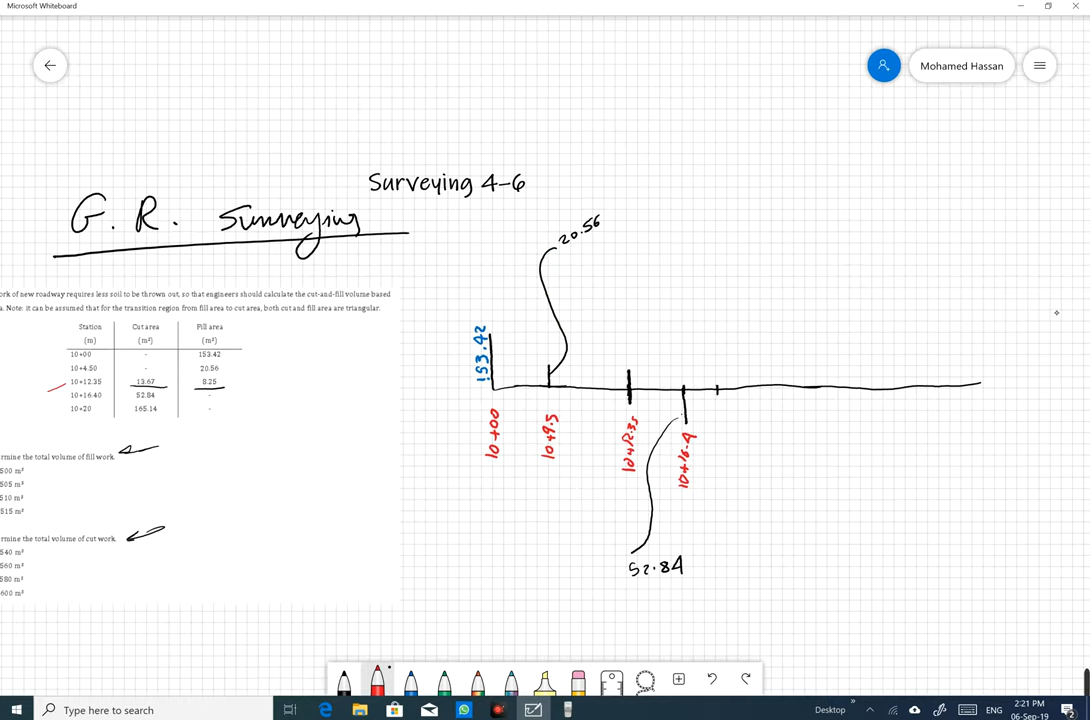 Microsoft Whiteboard
Mohamed Hassan
Surveying 4-6
G.R. Surveying
20.56
ork of new roadway requires less soil to be thrown out, so that engineers should calculate the cut-and-fill volume based
a. Note: it can be assumed that for the transition region from fill area to cut area, both cut and fill area are triangular.
Station Cut area Fill area
(m) (m²) (m²)
10+00 - 153.42
10+4.50 - 20.56
10+12.35 13.67 8.25
10+16.40 52.84 -
10+20 165.14 -
153.42
10+00
10+9.5
10+12.35
10+16.4
rmine the total volume of fill work.
500 m³
505 m³
510 m³
515 m³
rmine the total volume of cut work.
540 m³
560 m³
580 m³
600 m³
52.84
Type here to search
Desktop
ENG
2:21 PM
06-Sep-19